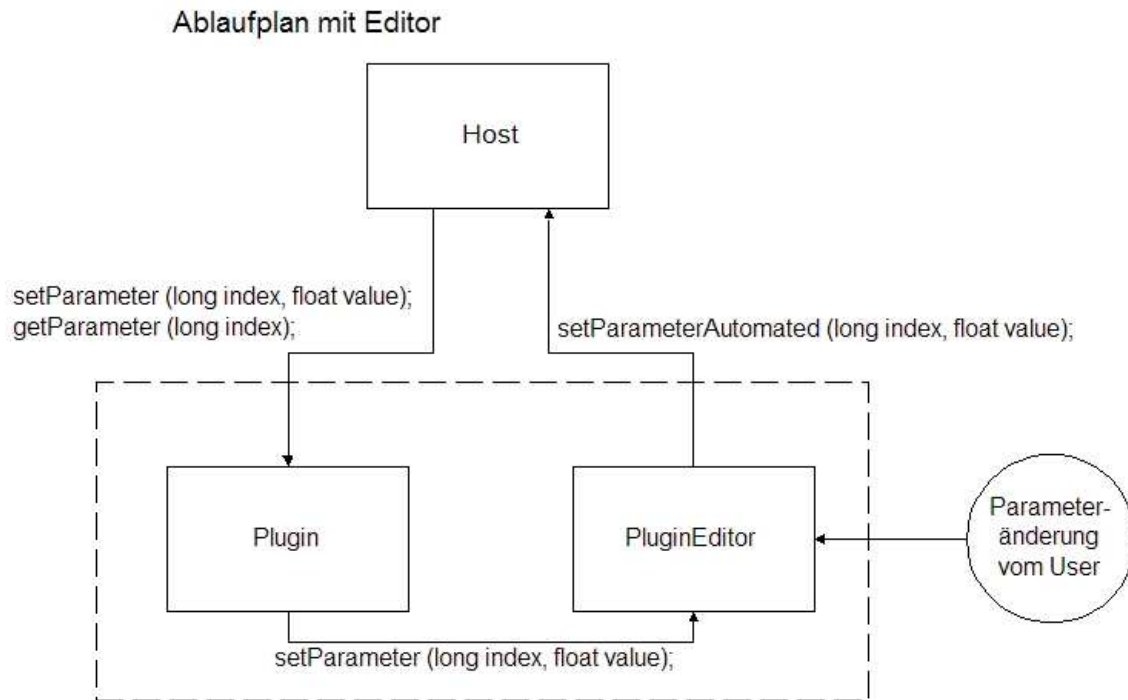 Ablaufplan mit Editor
Host
setParameter (long index, float value);
getParameter (long index);
setParameterAutomated (long index, float value);
Plugin
PluginEditor
Parameter-
änderung
vom User
setParameter (long index, float value);